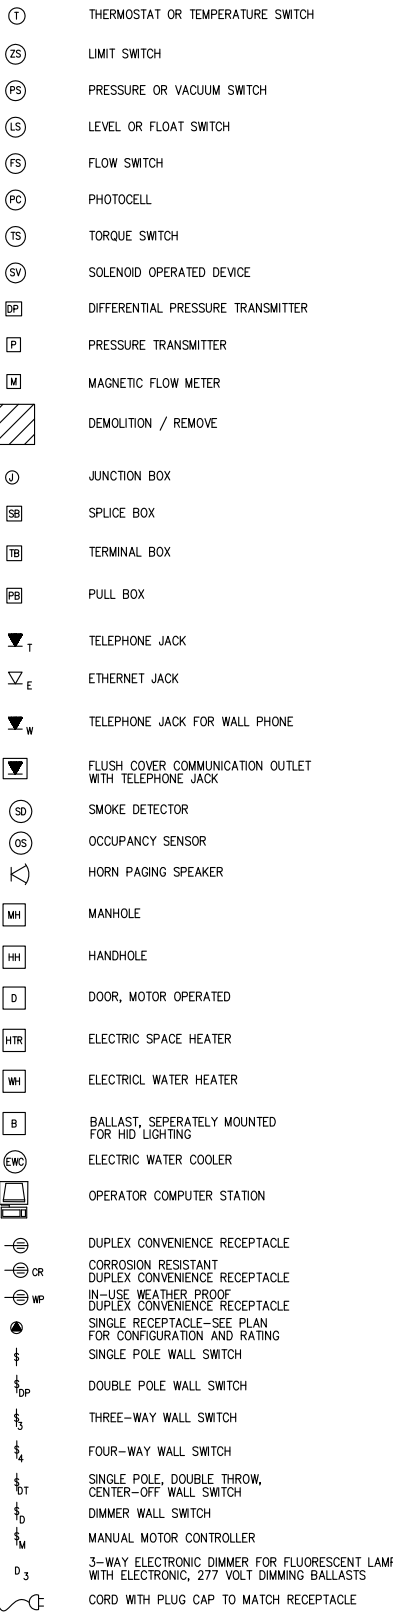 T THERMOSTAT OR TEMPERATURE SWITCH
ZS LIMIT SWITCH
PS PRESSURE OR VACUUM SWITCH
LS LEVEL OR FLOAT SWITCH
FS FLOW SWITCH
PC PHOTOCELL
TS TORQUE SWITCH
SV SOLENOID OPERATED DEVICE
DP DIFFERENTIAL PRESSURE TRANSMITTER
P PRESSURE TRANSMITTER
M MAGNETIC FLOW METER
DEMOLITION / REMOVE
J JUNCTION BOX
SB SPLICE BOX
TB TERMINAL BOX
PB PULL BOX
T TELEPHONE JACK
E ETHERNET JACK
W TELEPHONE JACK FOR WALL PHONE
FLUSH COVER COMMUNICATION OUTLET
WITH TELEPHONE JACK
SD SMOKE DETECTOR
OS OCCUPANCY SENSOR
HORN PAGING SPEAKER
MH MANHOLE
HH HANDHOLE
D DOOR, MOTOR OPERATED
HTR ELECTRIC SPACE HEATER
WH ELECTRICL WATER HEATER
B BALLAST, SEPERATELY MOUNTED
FOR HID LIGHTING
EWC ELECTRIC WATER COOLER
OPERATOR COMPUTER STATION
DUPLEX CONVENIENCE RECEPTACLE
CR CORROSION RESISTANT
DUPLEX CONVENIENCE RECEPTACLE
WP IN-USE WEATHER PROOF
DUPLEX CONVENIENCE RECEPTACLE
SINGLE RECEPTACLE-SEE PLAN
FOR CONFIGURATION AND RATING
$ SINGLE POLE WALL SWITCH
$DP DOUBLE POLE WALL SWITCH
$3 THREE-WAY WALL SWITCH
$4 FOUR-WAY WALL SWITCH
$DT SINGLE POLE, DOUBLE THROW,
CENTER-OFF WALL SWITCH
$D DIMMER WALL SWITCH
$M MANUAL MOTOR CONTROLLER
D3 3-WAY ELECTRONIC DIMMER FOR FLUORESCENT LAMP
WITH ELECTRONIC, 277 VOLT DIMMING BALLASTS
CORD WITH PLUG CAP TO MATCH RECEPTACLE